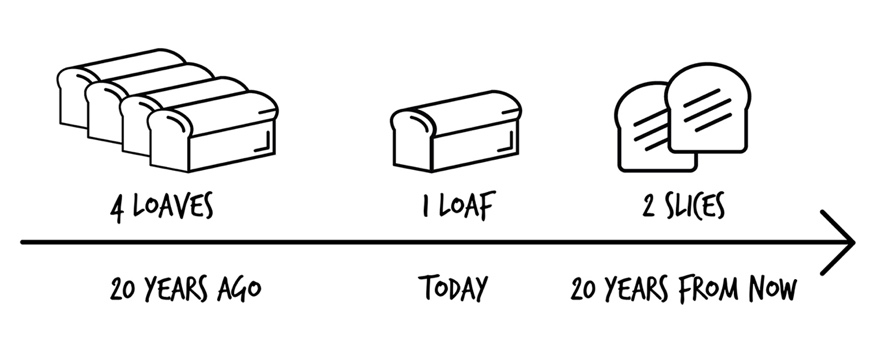 4 LOAVES
1 LOAF
2 SLICES
20 YEARS AGO
TODAY
20 YEARS FROM NOW